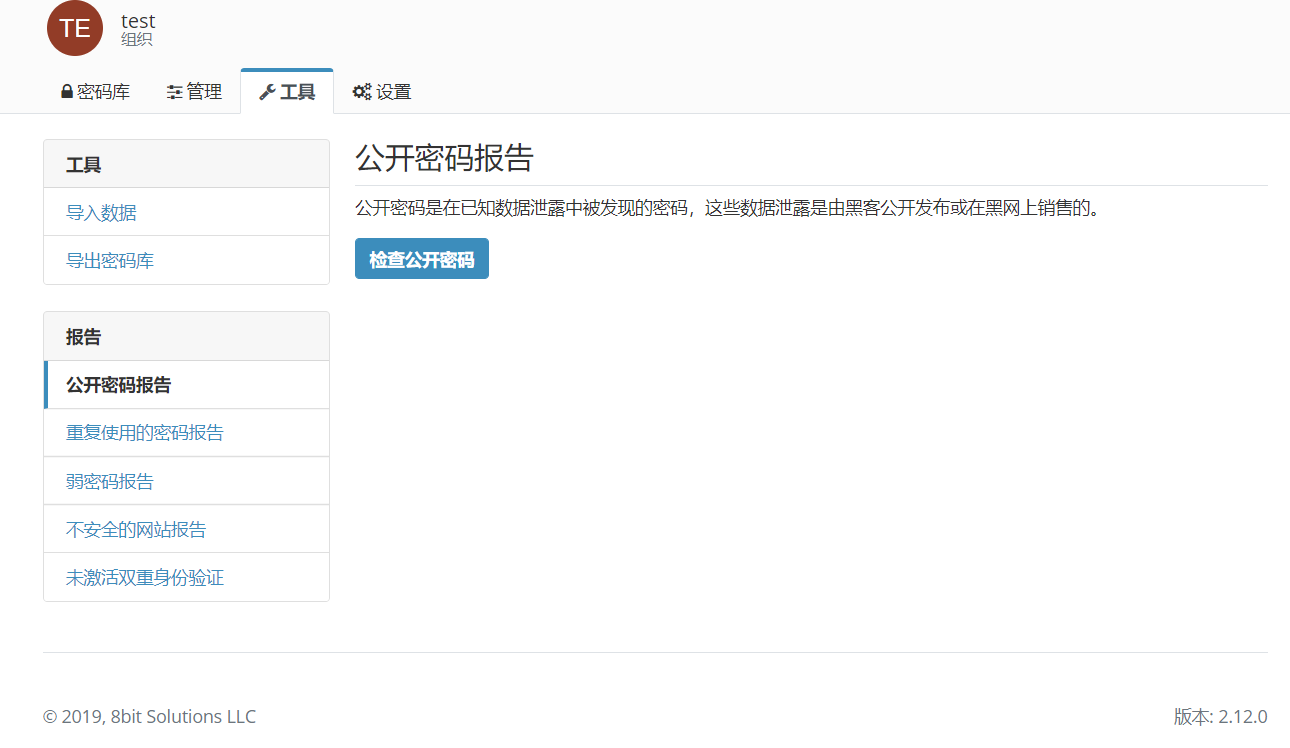 TE
test
组织
密码库
管理
工具
设置
工具
导入数据
导出密码库
报告
公开密码报告
重复使用的密码报告
弱密码报告
不安全的网站报告
未激活双重身份验证
公开密码报告
公开密码是在已知数据泄露中被发现的密码，这些数据泄露是由黑客公开发布或在黑网上销售的。
检查公开密码
© 2019, 8bit Solutions LLC
版本: 2.12.0